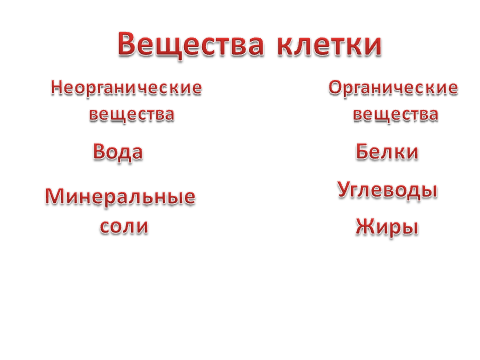 Вещества клетки
Неорганические
вещества
Вода
Минеральные
соли
Органические
вещества
Белки
Углеводы
Жиры